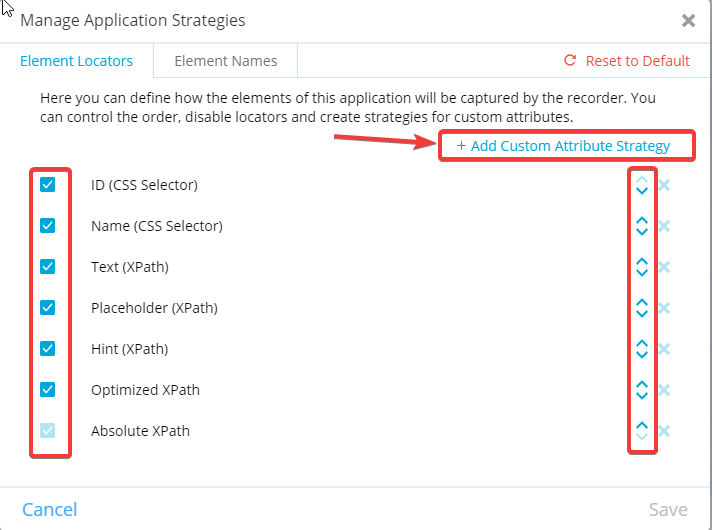 Manage Application Strategies
Element Locators
Element Names
Reset to Default
Here you can define how the elements of this application will be captured by the recorder. You
can control the order, disable locators and create strategies for custom attributes.
+ Add Custom Attribute Strategy
ID (CSS Selector)
Name (CSS Selector)
Text (XPath)
Placeholder (XPath)
Hint (XPath)
Optimized XPath
Absolute XPath
Cancel
Save